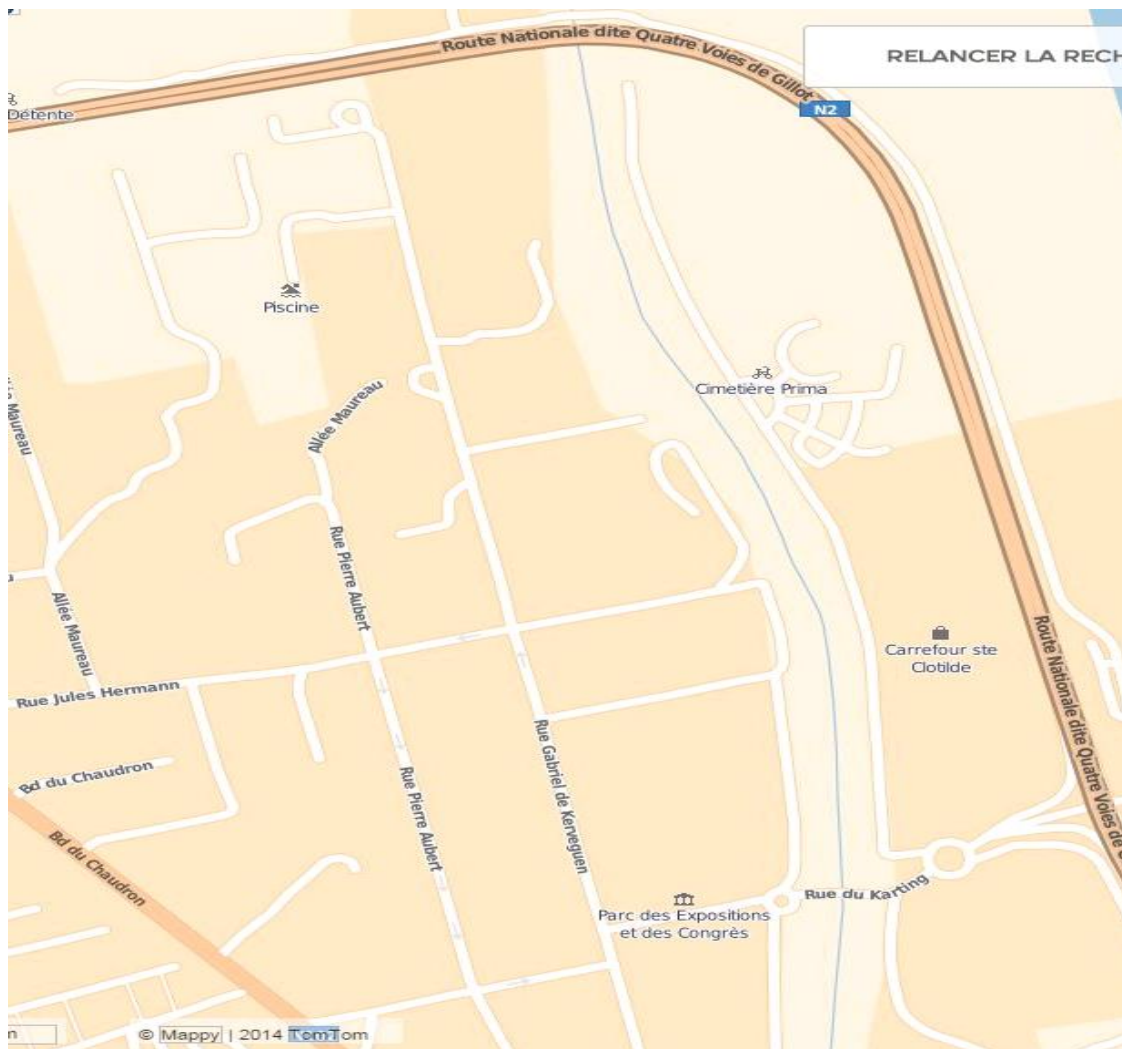 Route Nationale dite Quatre Voies de Gillot
RELANCER LA RECH
N2
Détente
Piscine
Cimetière Prima
Allée Maureau
Maureau
Rue Pierre Aubert
Allée Maureau
Carrefour ste
Clotilde
Route Nationale dite Quatre Voies de
Rue Jules Hermann
Rue Gabriel de Kerveguen
Bd du Chaudron
Rue Pierre Aubert
Bd du Chaudron
Rue du Karting
Parc des Expositions
et des Congrès
© Mappy | 2014 TomTom